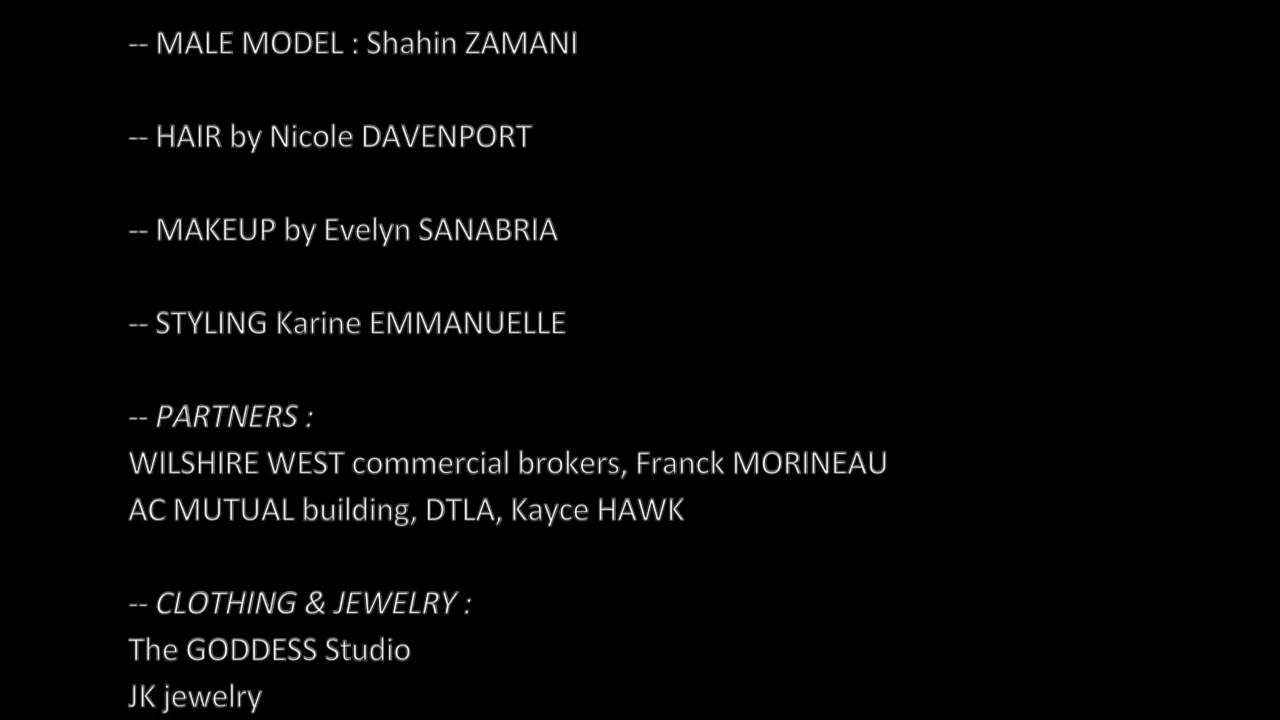 -- MALE MODEL : Shahin ZAMANI
-- HAIR by Nicole DAVENPORT
-- MAKEUP by Evelyn SANABRIA
-- STYLING Karine EMMANUELLE
-- PARTNERS :
WILSHIRE WEST commercial brokers, Franck MORINEAU
AC MUTUAL building, DTLA, Kayce HAWK
-- CLOTHING & JEWELRY :
The GODDESS Studio
JK jewelry